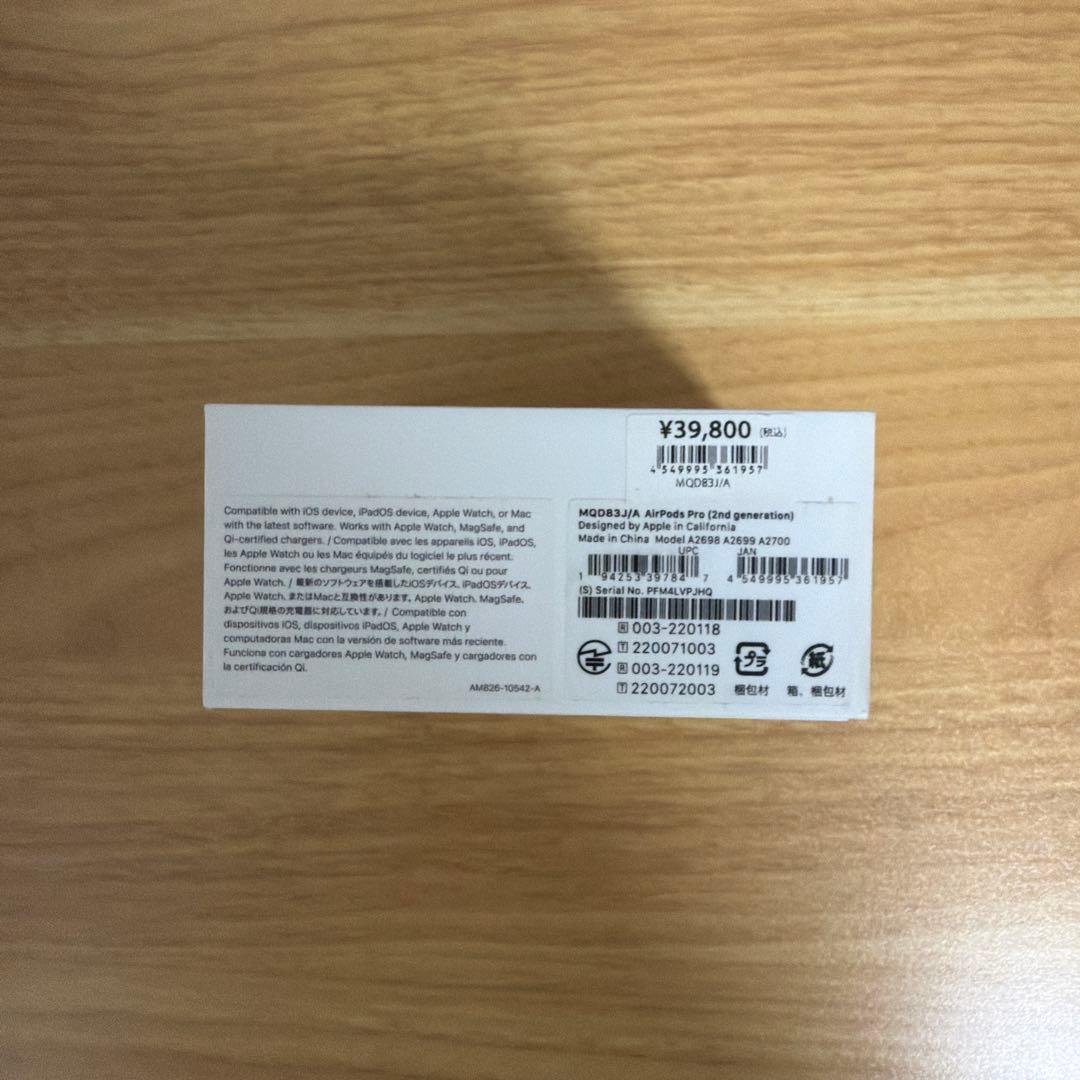 ¥39,800 (税込)
4 549995 361957
MQD83J/A
Compatible with iOS device, iPadOS device, Apple Watch, or Mac
with the latest software. Works with Apple Watch, MagSafe, and
Qi-certified chargers. / Compatible avec les appareils iOS, iPadOS,
les Apple Watch ou les Mac équipés du logiciel le plus récent.
Fonctionne avec les chargeurs MagSafe, certifiés Qi ou pour
Apple Watch. / 最新のソフトウェアを搭載したiOSデバイス、iPadOSデバイス、
Apple Watch、またはMacと互換性があります。Apple Watch、MagSafe、
およびQi規格の充電器に対応しています。/ Compatible con
dispositivos iOS, dispositivos iPadOS, Apple Watch y
computadoras Mac con la versión de software más reciente.
Funciona con cargadores Apple Watch, MagSafe y cargadores con
la certificación Qi.
AM826-10542-A
MQD83J/A AirPods Pro (2nd generation)
Designed by Apple in California
Made in China Model A2698 A2699 A2700
UPC JAN
1 94253 39784 7 4 549995 361957
(S) Serial No. PFM4LVPJHQ
R 003-220118
T 220071003
R 003-220119
T 220072003
プラ
紙
梱包材
箱、梱包材